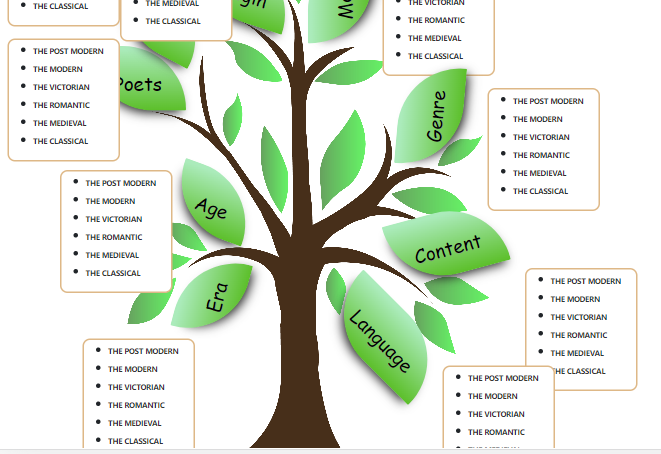 THE CLASSICAL
THE MEDIEVAL
THE CLASSICAL
gin
THE VICTORIAN
THE ROMANTIC
THE MEDIEVAL
THE CLASSICAL
THE POST MODERN
THE MODERN
THE VICTORIAN
THE ROMANTIC
THE MEDIEVAL
THE CLASSICAL
Poets
Genre
THE POST MODERN
THE MODERN
THE VICTORIAN
THE ROMANTIC
THE MEDIEVAL
THE CLASSICAL
THE POST MODERN
THE MODERN
THE VICTORIAN
THE ROMANTIC
THE MEDIEVAL
THE CLASSICAL
Age
Content
Era
Language
THE POST MODERN
THE MODERN
THE VICTORIAN
THE ROMANTIC
THE MEDIEVAL
HE CLASSICAL
THE POST MODERN
THE MODERN
THE VICTORIAN
THE ROMANTIC
THE MEDIEVAL
THE CLASSICAL
THE POST MODERN
THE MODERN
THE VICTORIAN
THE ROMANTIC